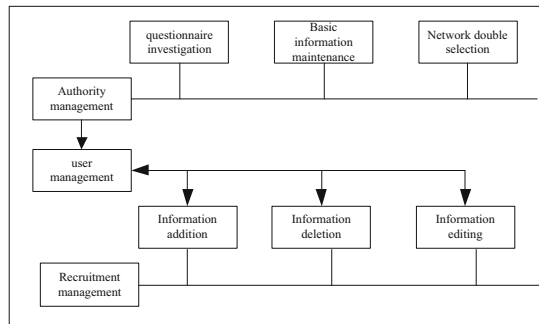 questionnaire
investigation
Basic
information
maintenance
Network double
selection
Authority
management
user
management
Information
addition
Information
deletion
Information
editing
Recruitment
management